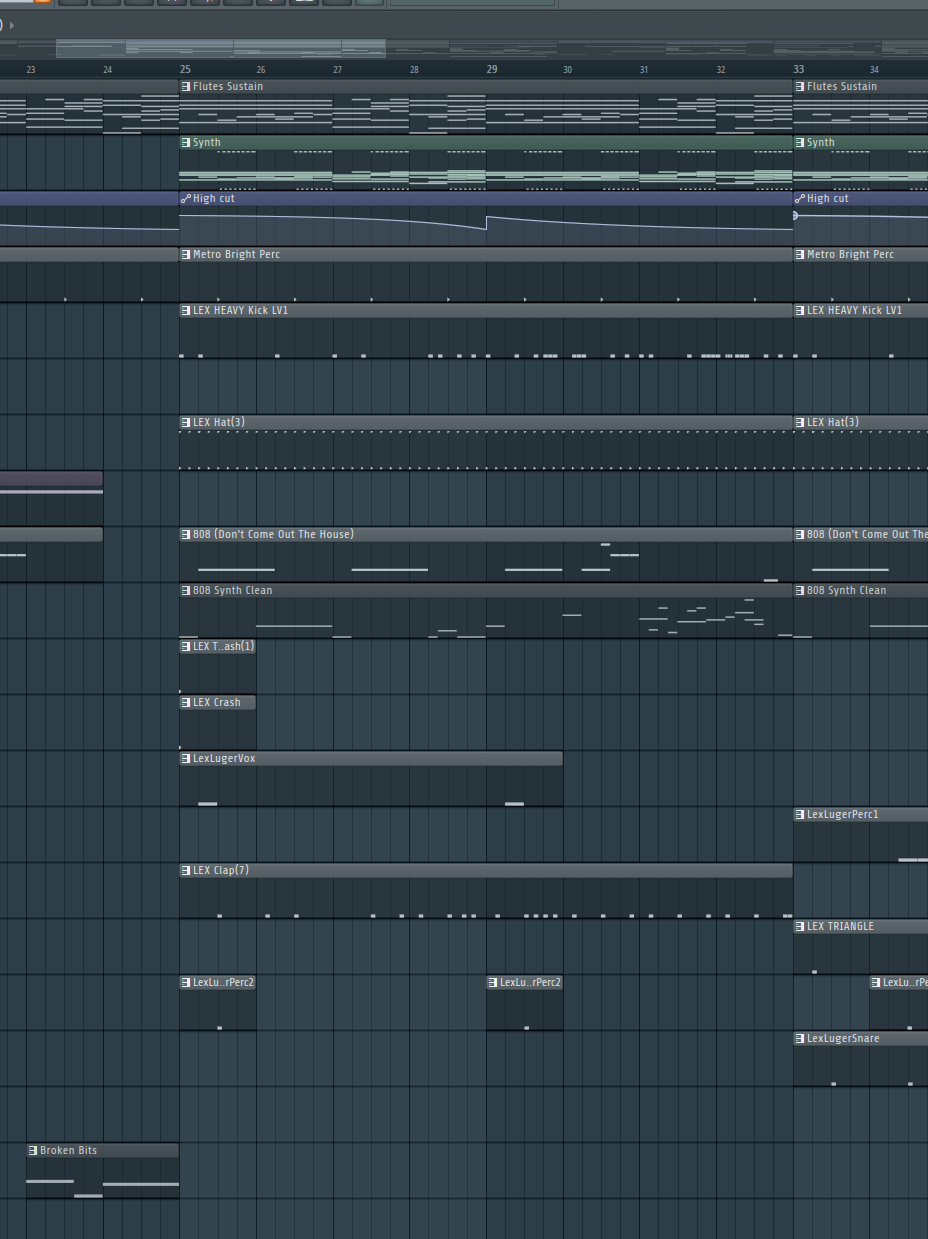 )
23 24 25 26 27 28 29 30 31 32 33 34
Flutes Sustain Flutes Sustain
Synth Synth
High cut High cut
Metro Bright Perc Metro Bright Perc
LEX HEAVY Kick LV1 LEX HEAVY Kick LV1
LEX Hat(3) LEX Hat(3)
808 (Don't Come Out The House) 808 (Don't Come Out The
808 Synth Clean 808 Synth Clean
LEX T..ash(1)
LEX Crash
LexLugerVox
LexLugerPerc1
LEX Clap(7)
LEX TRIANGLE
LexLu..rPerc2 LexLu..rPerc2 LexLu..rPe
LexLugerSnare
Broken Bits